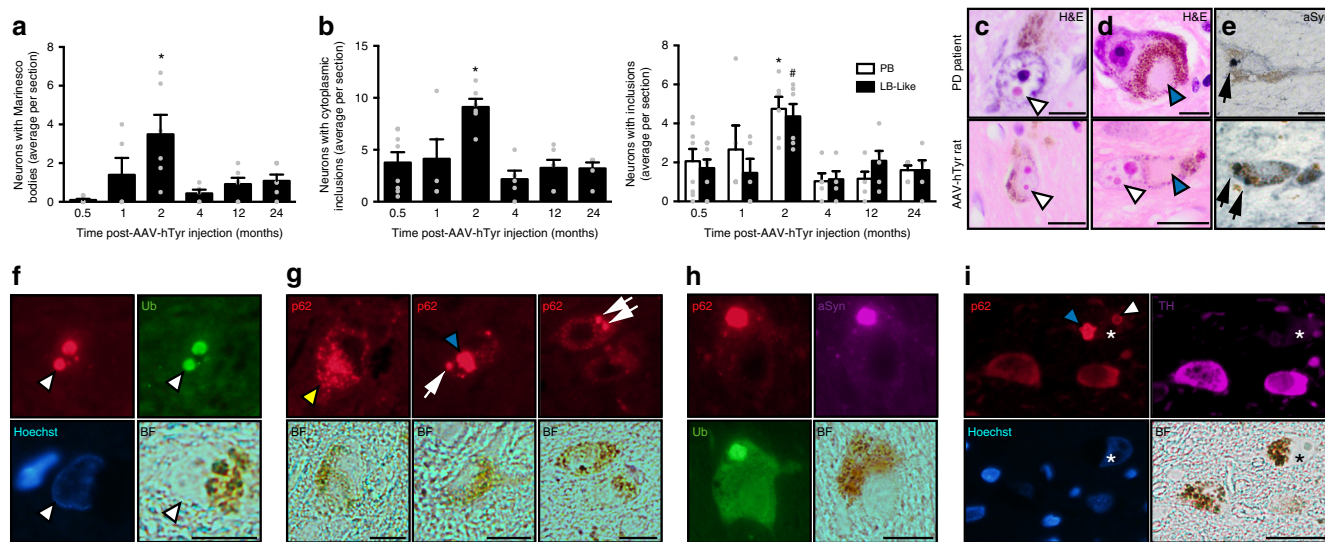 a
Neurons with Marinesco
bodies (average per section)
8
6
4
2
0
0.5 1 2 4 12 24
*
Time post-AAV-hTyr injection (months)
b
Neurons with cytoplasmic
inclusions (average per section)
15
10
5
0
0.5 1 2 4 12 24
*
Time post-AAV-hTyr injection (months)
Neurons with inclusions
(average per section)
8
6
4
2
0
0.5 1 2 4 12 24
* #
PB
LB-Like
Time post-AAV-hTyr injection (months)
PD patient
AAV-hTyr rat
c
H&E
d
H&E
e
aSyn
f
Ub
Hoechst
BF
g
p62
p62
p62
BF
BF
BF
h
p62
aSyn
Ub
BF
i
p62
*
TH
*
Hoechst
*
BF
*